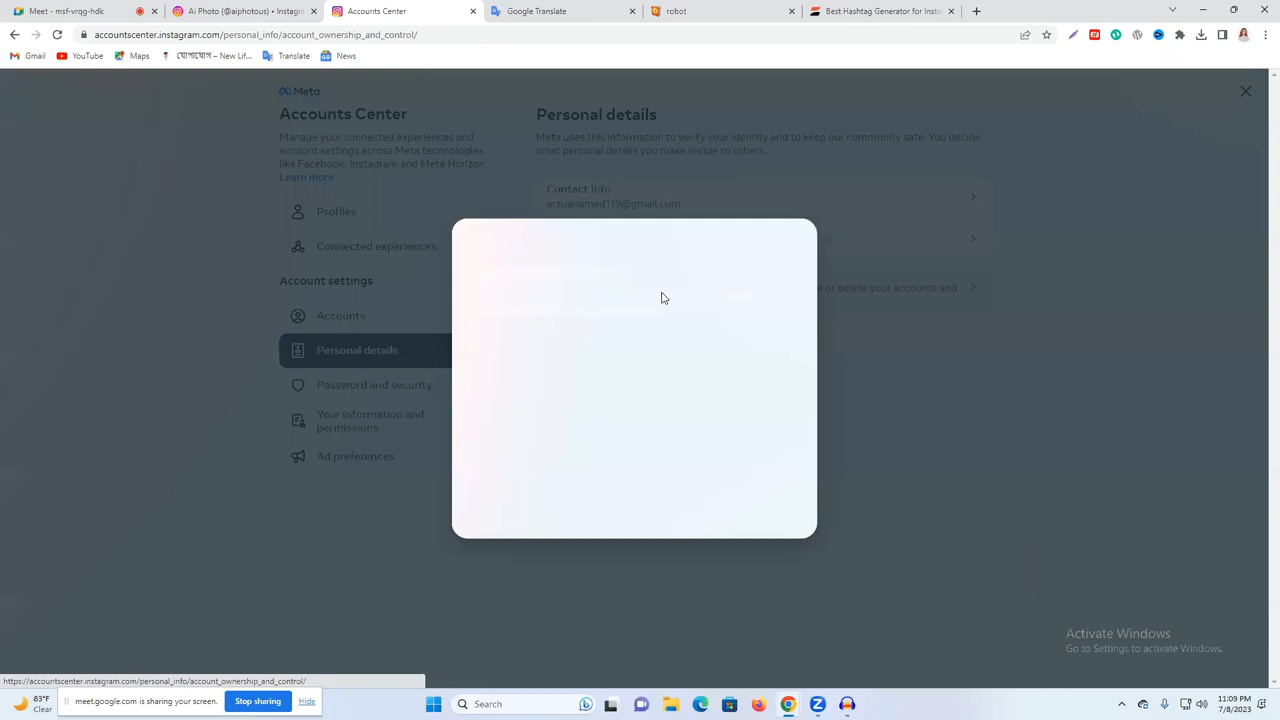 Meet - msf-vrqq-hdk
Ai Photo (@aiphotous) • Instagra
Accounts Center
Google Translate
robot
Best Hashtag Generator for Insta
accountscenter.instagram.com/personal_info/account_ownership_and_control/
Gmail
YouTube
Maps
যোগাযোগ – New Lif...
Translate
News
Meta
Accounts Center
Manage your connected experiences and
account settings across Meta technologies
like Facebook, Instagram and Meta Horizon.
Learn more
Profiles
Connected experiences
Account settings
Accounts
Personal details
Password and security
Your information and
permissions
Ad preferences
Personal details
Meta uses this information to verify your identity and to keep our community safe. You decide
what personal details you make visible to others.
Contact Info
arzuanamed119@gmail.com
e or delete your accounts and
Activate Windows
Go to Settings to activate Windows.
https://accountscenter.instagram.com/personal_info/account_ownership_and_control/
83°F
Clear
meet.google.com is sharing your screen.
Stop sharing
Hide
Search
11:09 PM
7/8/2023